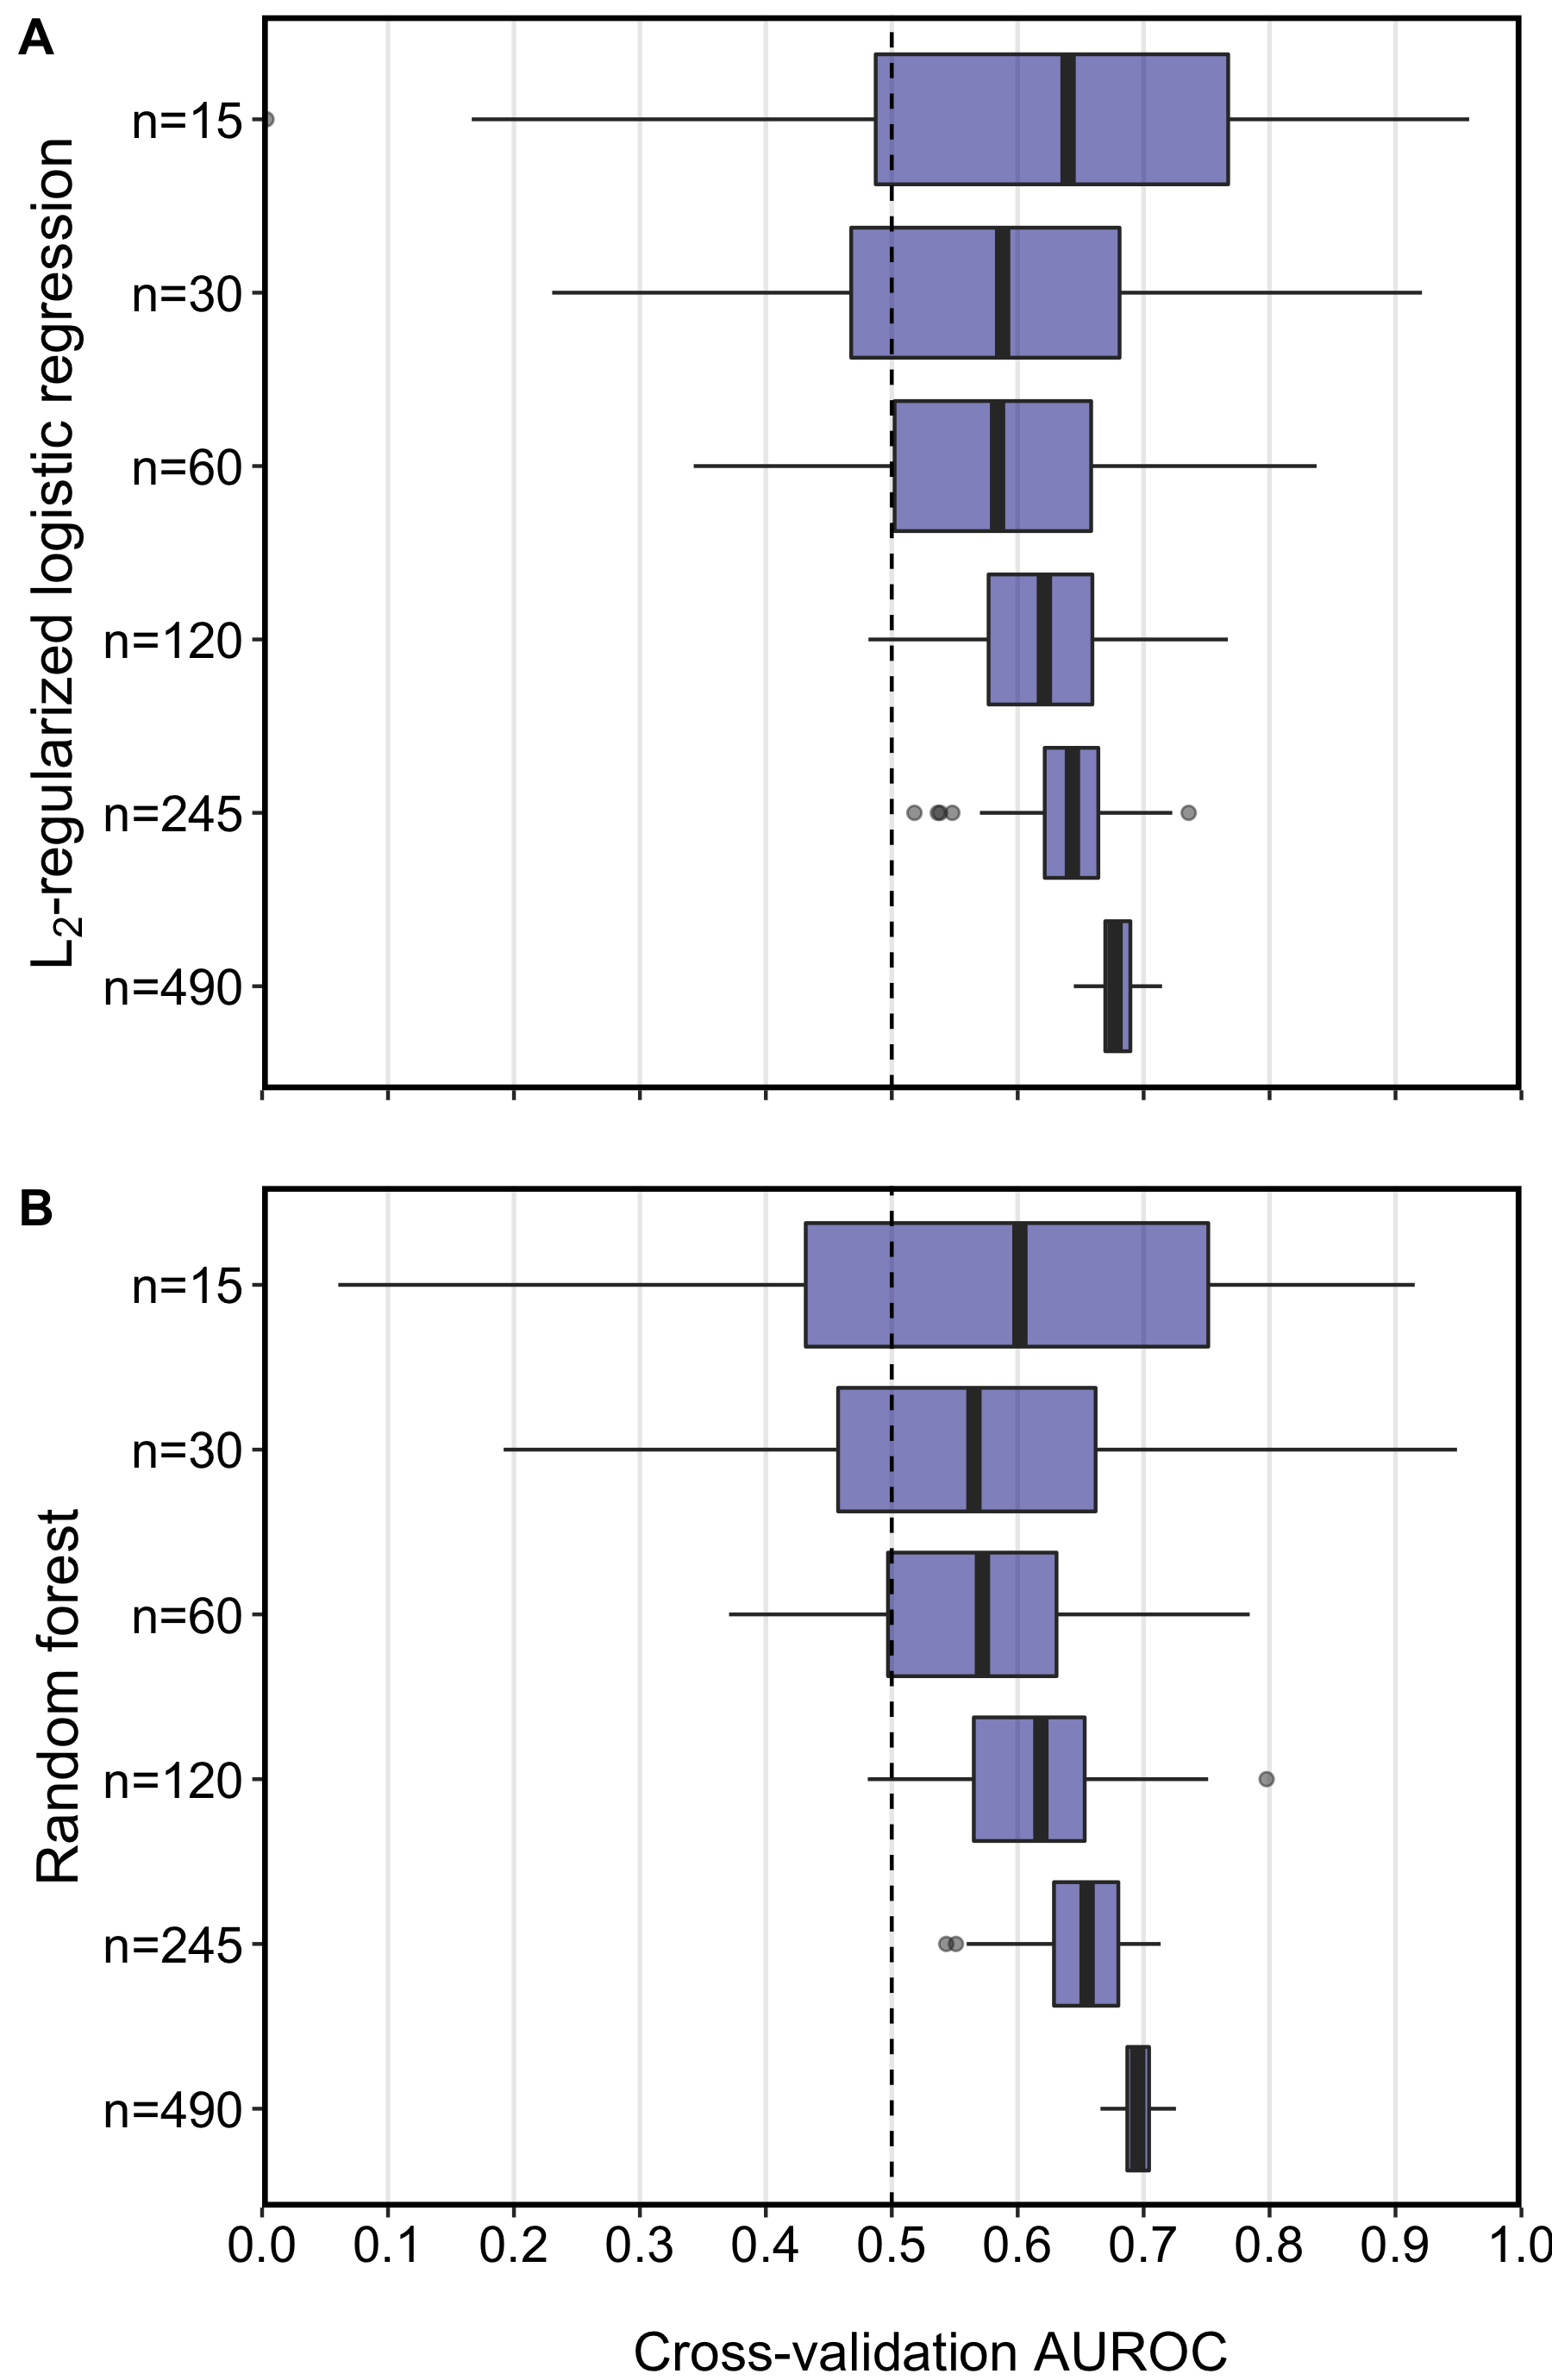 A
L2-regularized logistic regression
n=15
n=30
n=60
n=120
n=245
n=490
B
Random forest
n=15
n=30
n=60
n=120
n=245
n=490
0.0 0.1 0.2 0.3 0.4 0.5 0.6 0.7 0.8 0.9 1.0
Cross-validation AUROC